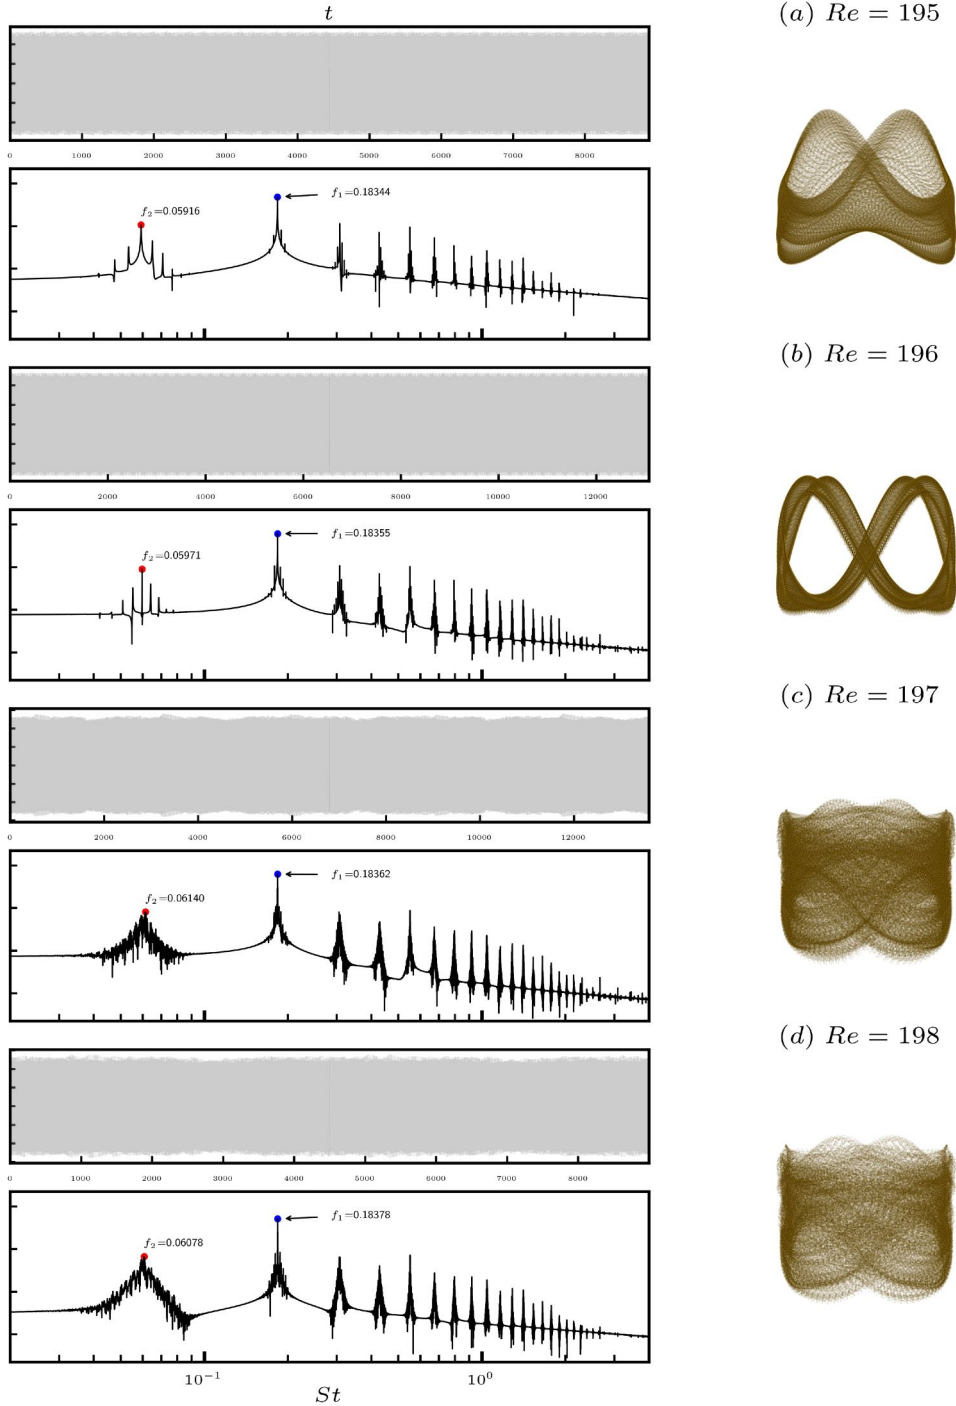 t
(a) Re = 195
0 1000 2000 3000 4000 5000 6000 7000 8000
f₂=0.05916
f₁=0.18344
(b) Re = 196
0 2000 4000 6000 8000 10000 12000
f₂=0.05971
f₁=0.18355
(c) Re = 197
0 2000 4000 6000 8000 10000 12000
f₂=0.06140
f₁=0.18362
(d) Re = 198
0 1000 2000 3000 4000 5000 6000 7000 8000
f₂=0.06078
f₁=0.18378
10⁻¹ 10⁰
St